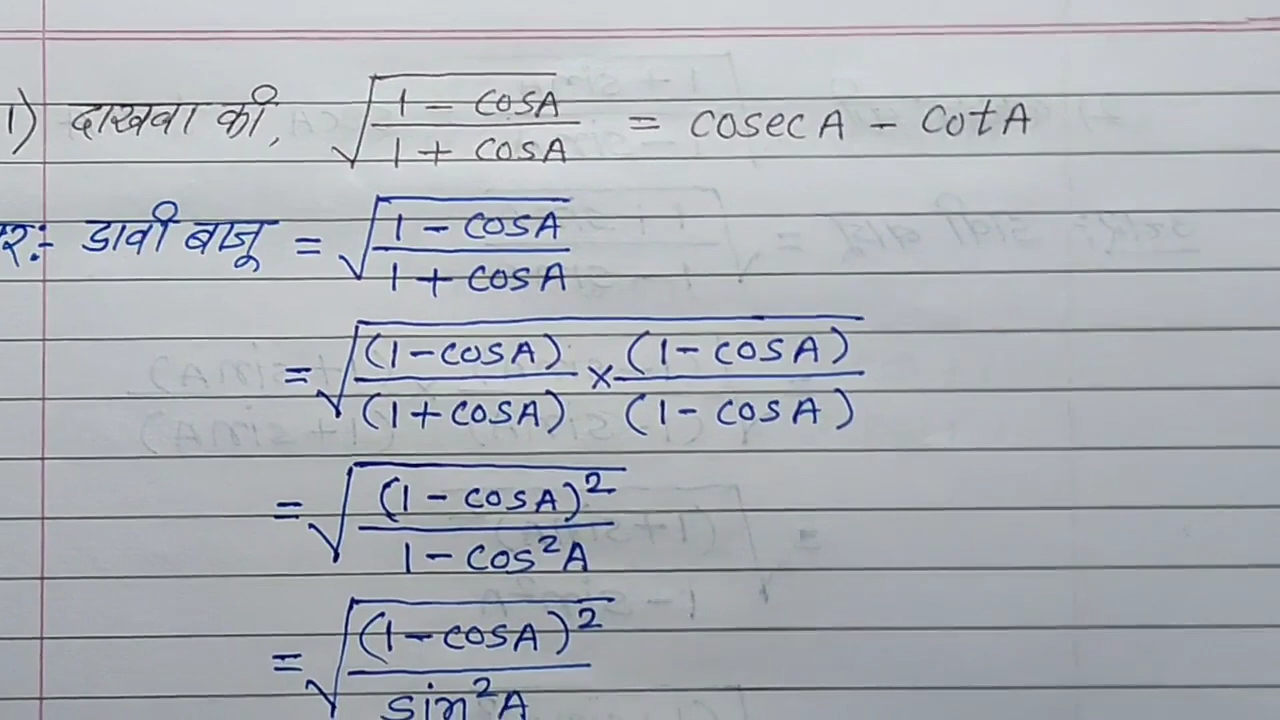 1) दाखवा की, √((1 - cosA)/(1 + cosA)) = cosecA - cotA
डावी बाजू = √((1 - cosA)/(1 + cosA))
= √((1-cosA)/(1+cosA) × (1-cosA)/(1-cosA))
= √((1-cosA)²/(1-cos²A))
= √((1-cosA)²/sin²A)